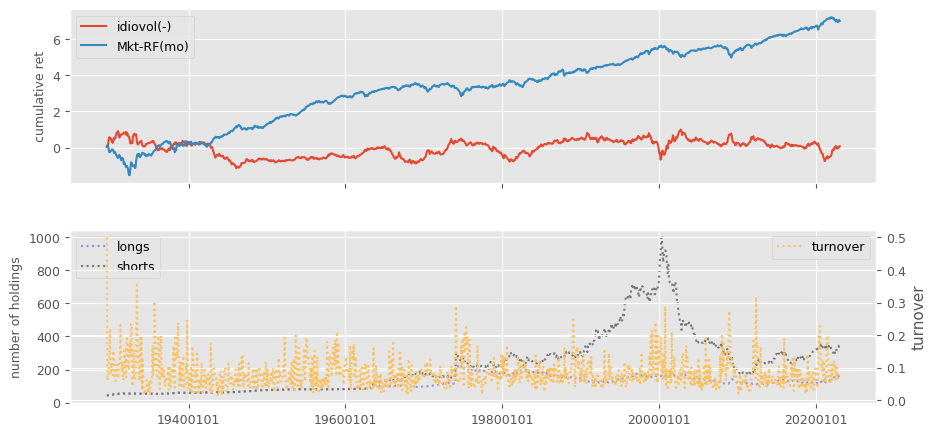 idiovol(-)
Mkt-RF(mo)
cumulative ret
6
4
2
0
longs
shorts
turnover
number of holdings
1000
800
600
400
200
0
0.5
0.4
0.3
0.2
0.1
0.0
turnover
19400101
19600101
19800101
20000101
20200101